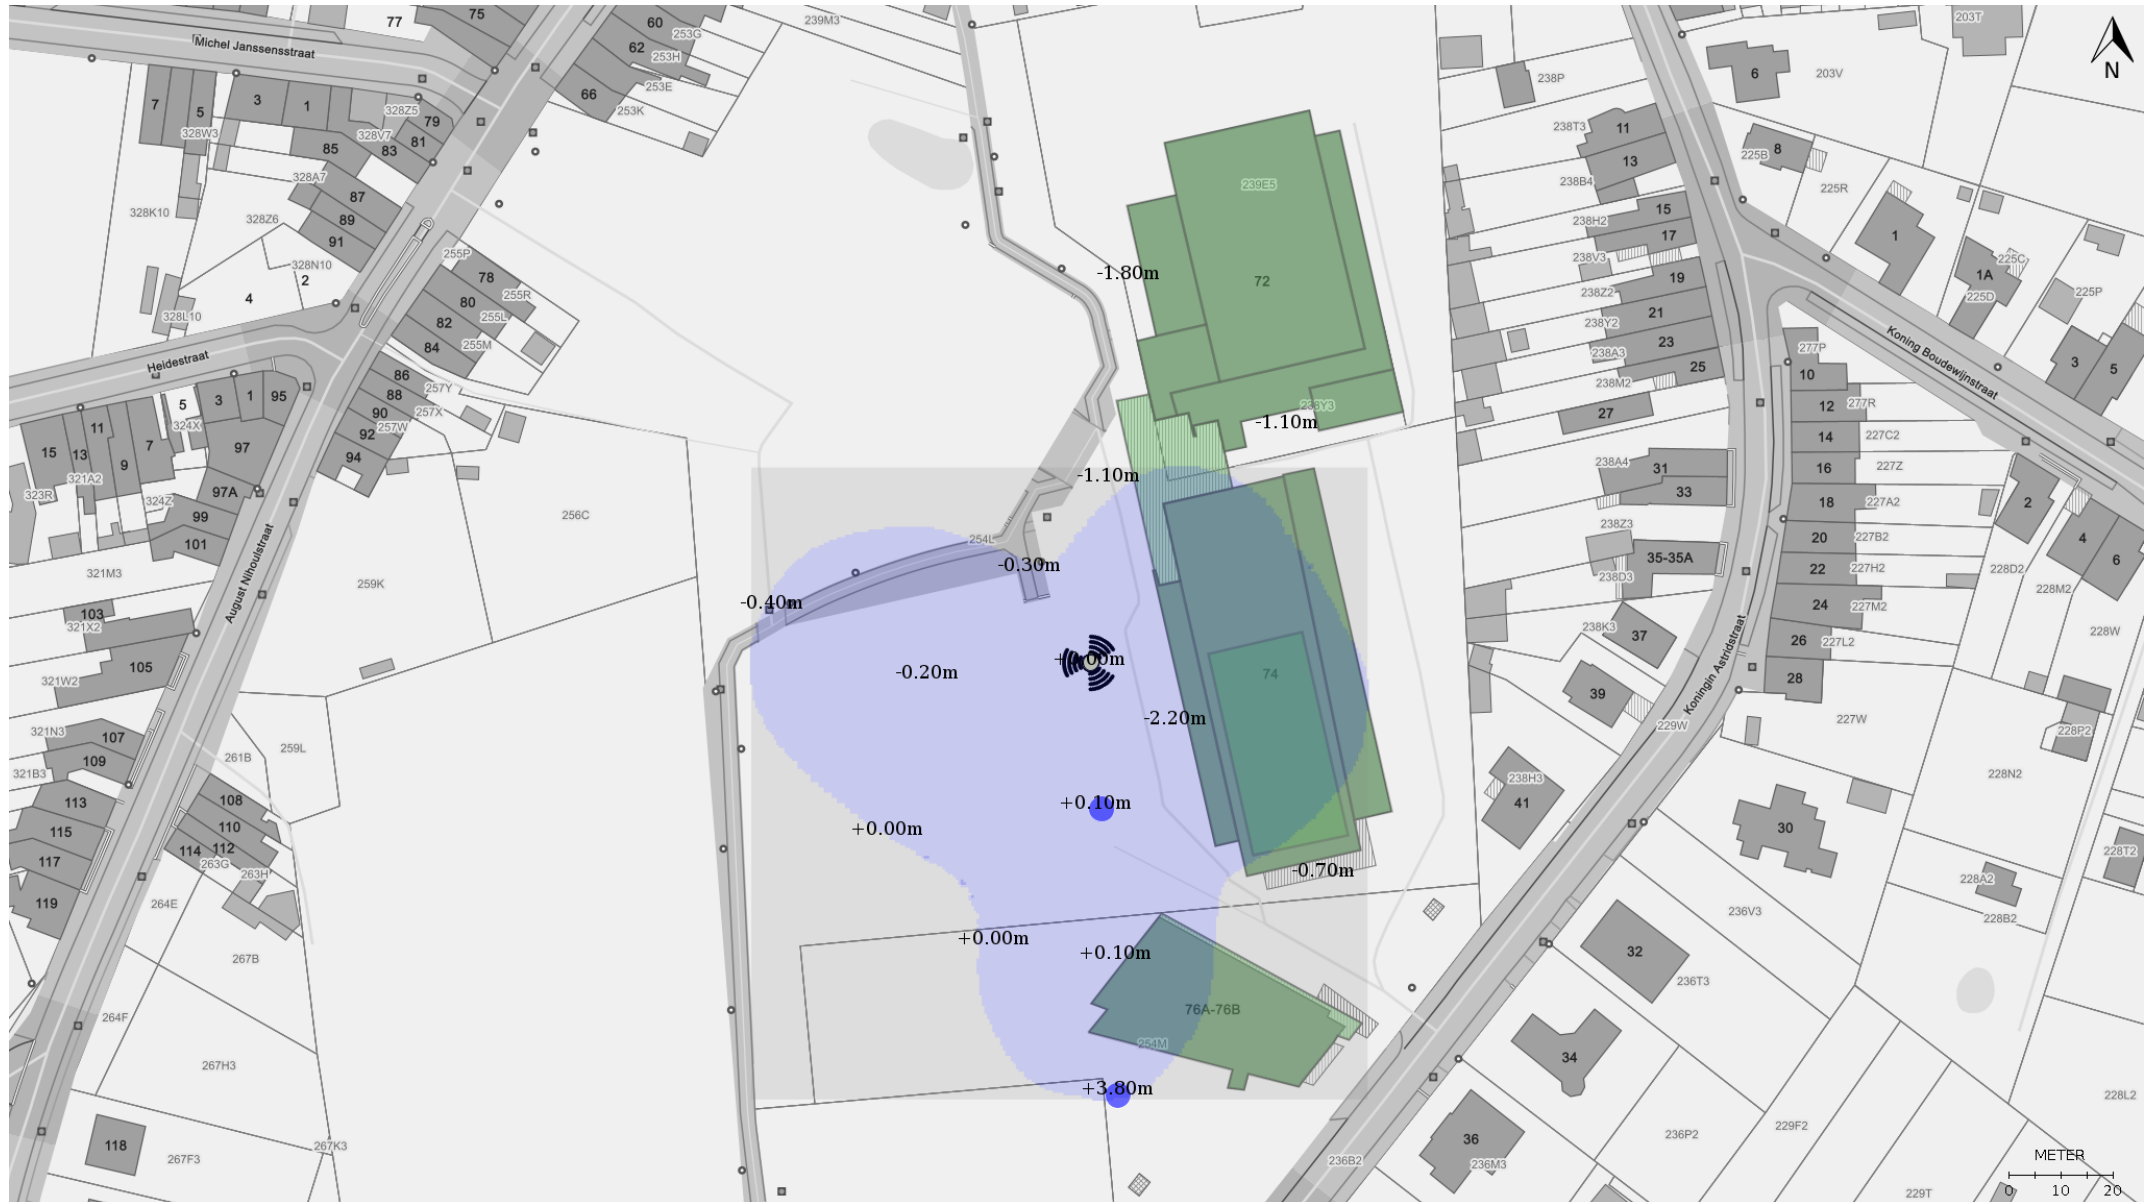 75
77
60
253G
239M3
203T
Michel Janssensstraat
62
253H
N
6
203V
253E
238P
66
253K
7
5
3
1
328Z5
79
328W3
328V7
81
85
83
238T3
11
13
225B
8
328A7
87
238B4
225R
239E5
328K10
328Z6
89
91
15
238H2
17
1
255P
238V3
225C
328N10
2
-1.80m
72
78
255R
19
1A
225D
225P
4
80
238Z2
328L10
82
255L
21
238Y2
84
255M
23
238A3
277P
Koning Boudewijnstraat
Heidestraat
86
257Y
238M2
25
10
3
5
88
3
1
95
5
90
257X
12
277R
324X
257W
27
11
92
-1.10m
14
227C2
15
13
9
7
97
94
238A4
31
16
227Z
321A2
-1.10m
323R
97A
33
18
227A2
2
324Z
256C
99
238Z3
20
227B2
4
101
254L
35-35A
6
-0.30m
22
227H2
228D2
321M3
238D3
259K
228M2
-0.40m
24
227M2
103
August Nihoulstraat
321X2
238K3
37
26
227L2
228W
105
-0.20m
74
28
321W2
39
Koningin Astridstraat
-2.20m
229W
227W
321N3
107
228P2
109
261B
259L
321B3
238H3
228N2
113
108
+0.10m
41
115
110
+0.00m
30
114
112
228T2
117
263G
263H
-0.70m
228A2
119
264E
236V3
228B2
+0.00m
+0.10m
32
267B
236T3
76A-76B
264F
254M
34
267H3
+3.80m
228L2
118
267K3
36
236P2
229F2
267F3
236B2
236M3
METER
229T
0
10
20